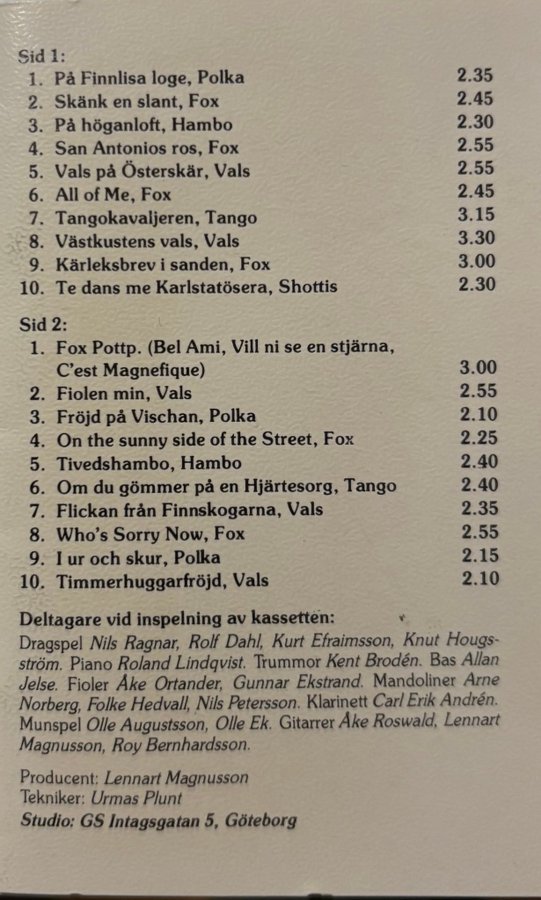 Sid 1:
1. På Finnlisa loge, Polka 2.35
2. Skänk en slant, Fox 2.45
3. På höganloft, Hambo 2.30
4. San Antonios ros, Fox 2.55
5. Vals på Österskär, Vals 2.55
6. All of Me, Fox 2.45
7. Tangokavaljeren, Tango 3.15
8. Västkustens vals, Vals 3.30
9. Kärleksbrev i sanden, Fox 3.00
10. Te dans me Karlstatösera, Shottis 2.30
Sid 2:
1. Fox Pottp. (Bel Ami, Vill ni se en stjärna,
C'est Magnefique) 3.00
2. Fiolen min, Vals 2.55
3. Fröjd på Vischan, Polka 2.10
4. On the sunny side of the Street, Fox 2.25
5. Tivedshambo, Hambo 2.40
6. Om du gömmer på en Hjärtesorg, Tango 2.40
7. Flickan från Finnskogarna, Vals 2.35
8. Who's Sorry Now, Fox 2.55
9. I ur och skur, Polka 2.15
10. Timmerhuggarfröjd, Vals 2.10
Deltagare vid inspelning av kassetten:
Dragspel Nils Ragnar, Rolf Dahl, Kurt Efraimsson, Knut Hougs-
ström. Piano Roland Lindqvist. Trummor Kent Brodén. Bas Allan
Jelse. Fioler Åke Ortander, Gunnar Ekstrand. Mandoliner Arne
Norberg, Folke Hedvall, Nils Petersson. Klarinett Carl Erik Andrén.
Munspel Olle Augustsson, Olle Ek. Gitarrer Åke Roswald, Lennart
Magnusson, Roy Bernhardsson.
Producent: Lennart Magnusson
Tekniker: Urmas Plunt
Studio: GS Intagsgatan 5, Göteborg